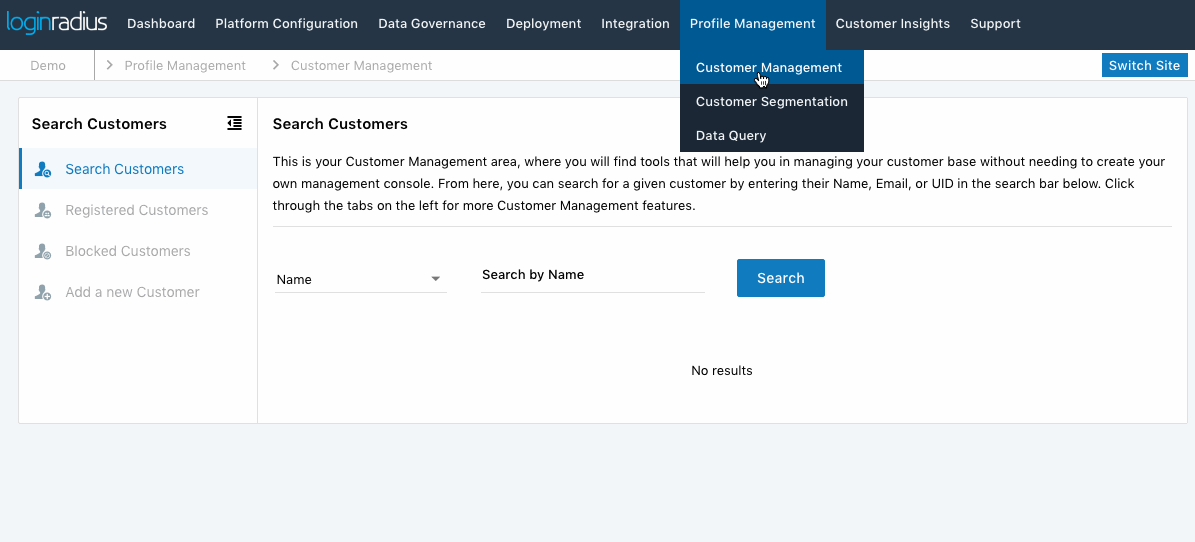 loginradius Dashboard Platform Configuration Data Governance Deployment Integration Profile Management Customer Insights Support
Demo Profile Management Customer Management
Switch Site
Customer Management
Customer Segmentation
Data Query
Search Customers
Search Customers
Registered Customers
Blocked Customers
Add a new Customer
Search Customers
This is your Customer Management area, where you will find tools that will help you in managing your customer base without needing to create your
own management console. From here, you can search for a given customer by entering their Name, Email, or UID in the search bar below. Click
through the tabs on the left for more Customer Management features.
Name Search by Name Search
No results